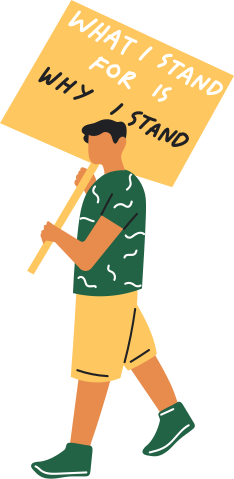 WHAT I STAND
FOR IS
WHY I STAND